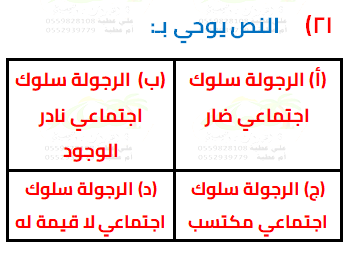 ٢١) النص يوحي بـ:
(أ) الرجولة سلوك
اجتماعي ضار
(ب) الرجولة سلوك
اجتماعي نادر
الوجود
(ج) الرجولة سلوك
اجتماعي مكتسب
(د) الرجولة سلوك
اجتماعي لا قيمة له